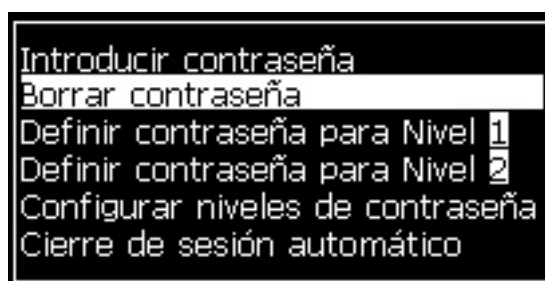 Introducir contraseña
Borrar contraseña
Definir contraseña para Nivel 1
Definir contraseña para Nivel 2
Configurar niveles de contraseña
Cierre de sesión automático